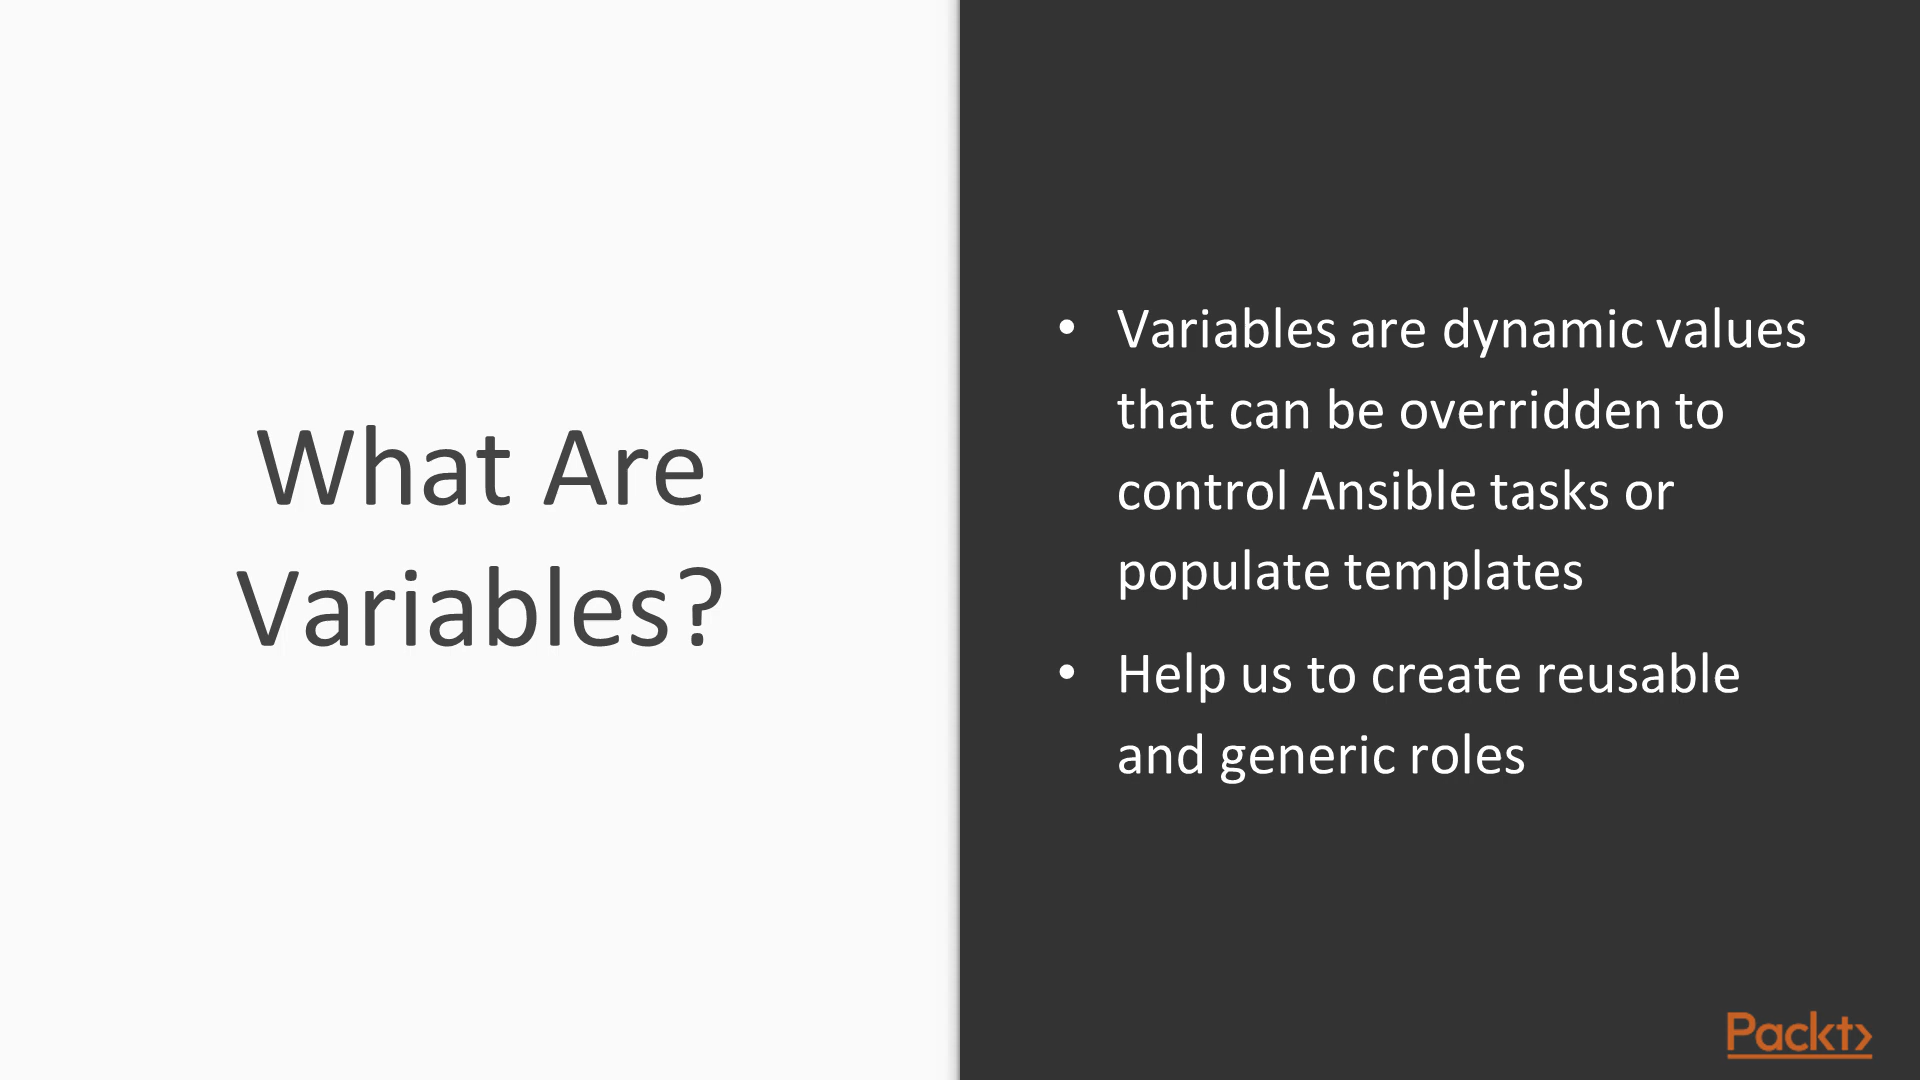 What Are
Variables?
• Variables are dynamic values
that can be overridden to
control Ansible tasks or
populate templates
• Help us to create reusable
and generic roles
Packt>